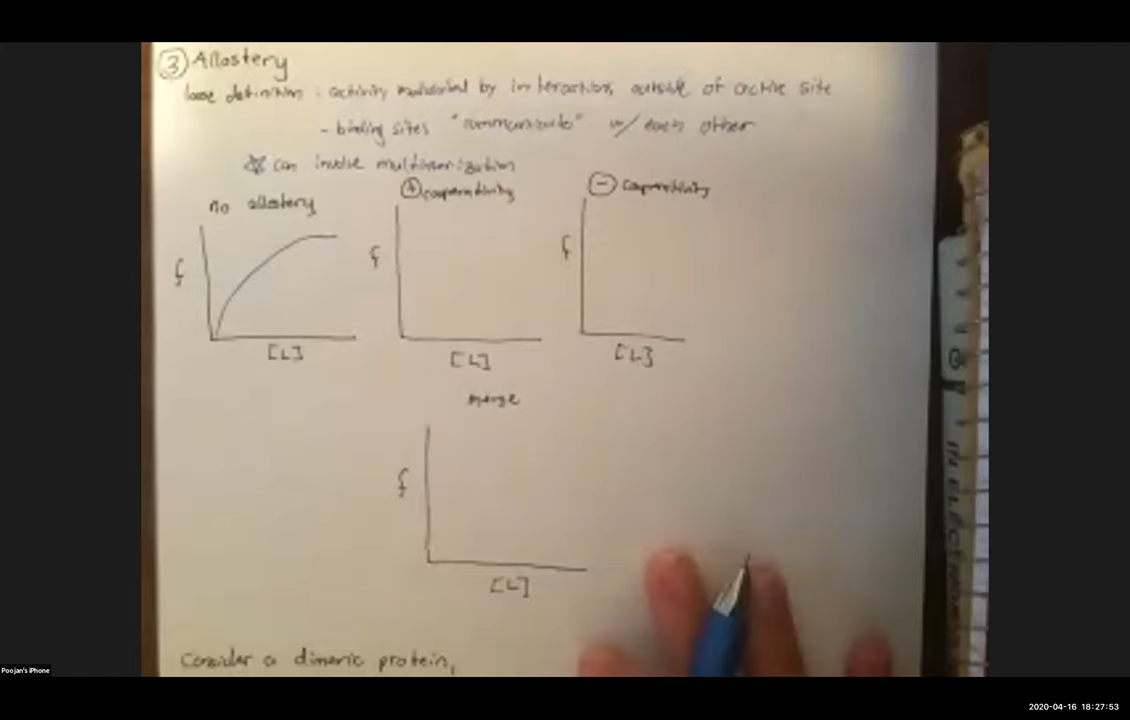 ③ Allostery
loose definition : activity modulated by interactions outside of active site
- binding sites "communicate" w/ each other
☆ can involve multimerization
no allostery
⊕ cooperativity
⊖ cooperativity
f
f
f
[L]
[L]
[L]
merge
f
[L]
Consider a dimeric protein,
Poojan's iPhone
2020-04-16 18:27:53